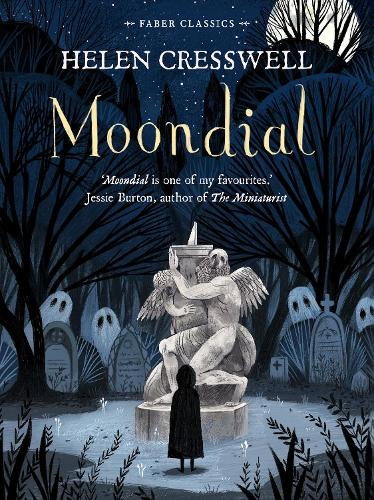 FABER CLASSICS
HELEN CRESSWELL
Moondial
‘Moondial is one of my favourites.’
Jessie Burton, author of The Miniaturist